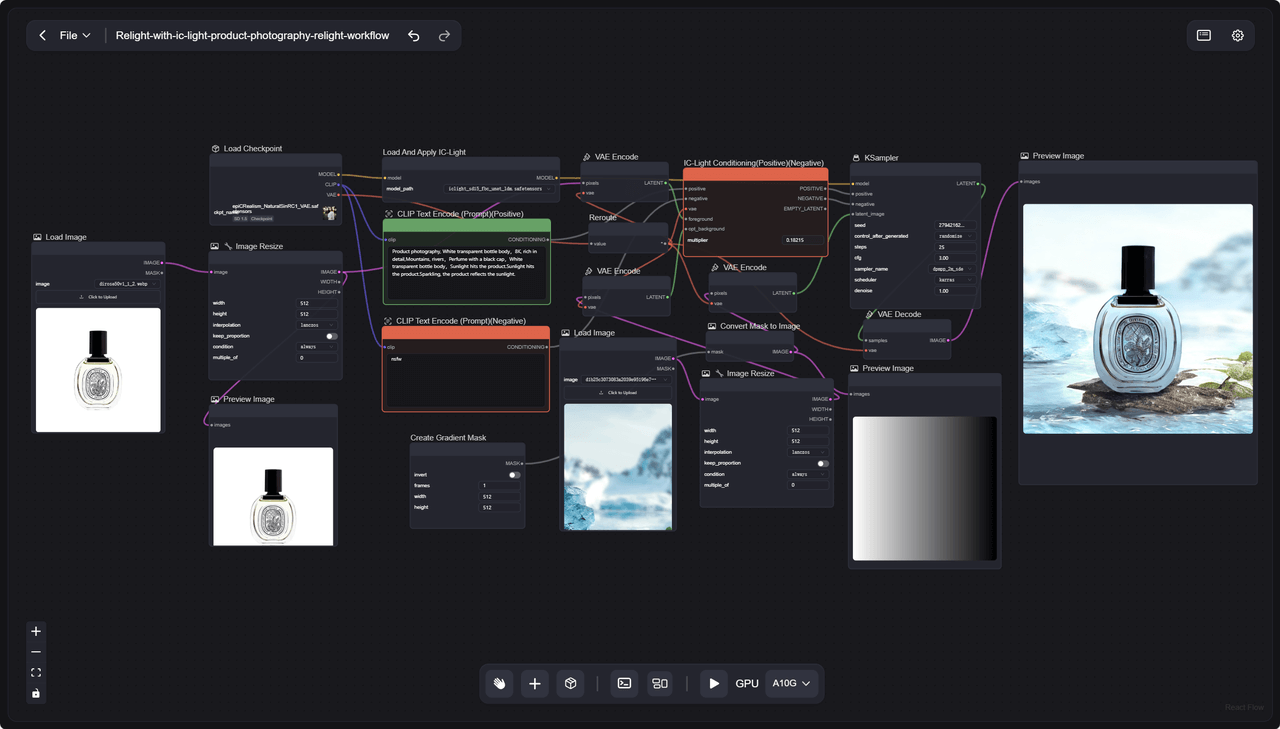 File
Relight-with-ic-light-product-photography-relight-workflow
Load Image
IMAGE
MASK
image
diroza80v1_1_2.webp
Click to Upload
Load Checkpoint
MODEL
CLIP
VAE
epiCRealism_NaturalSinRC1_VAE.saf
ensors
SD 1.5 Checkpoint
Image Resize
image
IMAGE
WIDTH
HEIGHT
width 512
height 512
interpolation lanczos
keep_proportion
condition always
multiple_of 0
Preview Image
images
Load And Apply IC-Light
model
MODEL
model_path iclight_sd15_fbc_unet_ldm.safetensors
CLIP Text Encode (Prompt)(Positive)
clip
CONDITIONING
Product photography, White transparent bottle body, 8K, rich in
detail,Mountains, rivers, Perfume with a black cap, White
transparent bottle body, Sunlight hits the product,Sunlight hits
the product,Sparkling, the product reflects the sunlight.
CLIP Text Encode (Prompt)(Negative)
clip
CONDITIONING
nsfw
Create Gradient Mask
MASK
invert
frames 1
width 512
height 512
VAE Encode
pixels
LATENT
vae
Reroute
value
VAE Encode
pixels
LATENT
vae
Load Image
IMAGE
MASK
image
Click to Upload
IC-Light Conditioning(Positive)(Negative)
positive
POSITIVE
negative
NEGATIVE
vae
EMPTY_LATENT
foreground
opt_background
multiplier 0.18215
VAE Encode
pixels
LATENT
vae
Convert Mask to Image
mask
IMAGE
Image Resize
image
IMAGE
WIDTH
HEIGHT
width 512
height 512
interpolation lanczos
keep_proportion
condition always
multiple_of 0
KSampler
model
LATENT
positive
negative
latent_image
seed 27942162...
control_after_generated randomize
steps 25
cfg 3.00
sampler_name dpmpp_2m_sde
scheduler karras
denoise 1.00
VAE Decode
samples
IMAGE
vae
Preview Image
images
Preview Image
images
GPU
A10G
React Flow